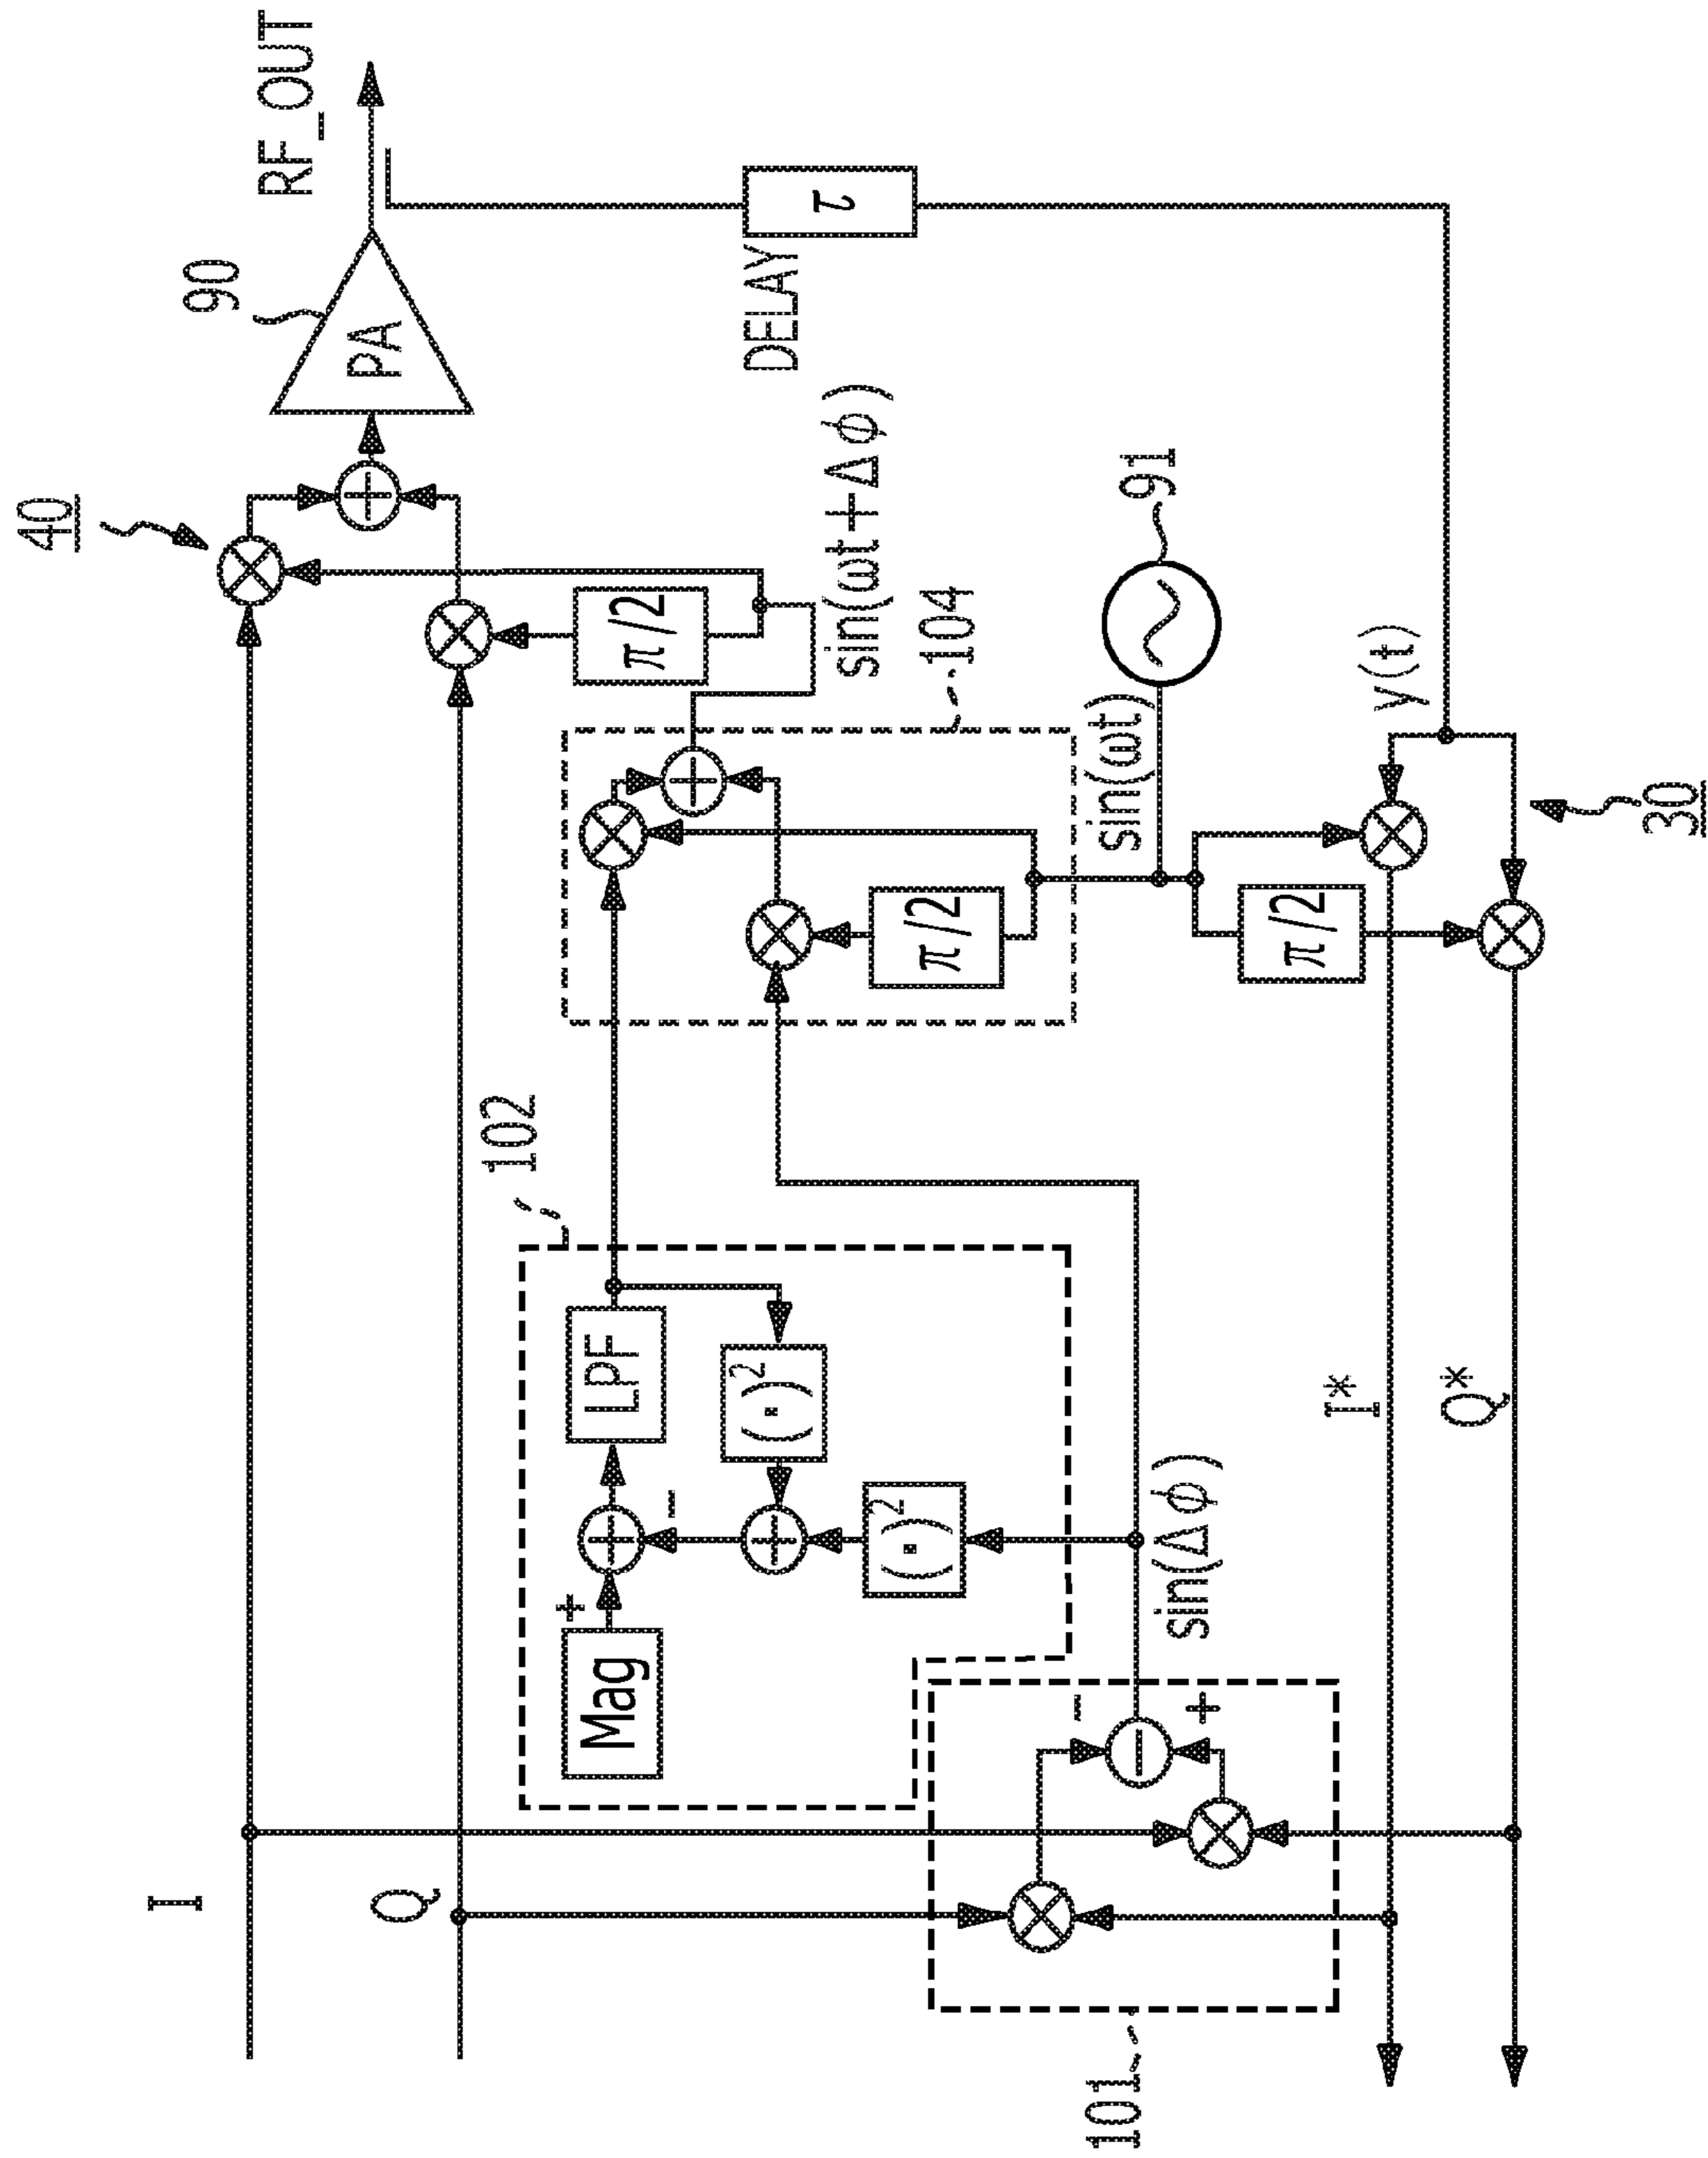 I
Q
40
90
RF_OUT
PA
π/2
sin(ωt+Δϕ)
102
Mag
+
−
LPF
(·)²
(·)²
104
π/2
DELAY
τ
sin(Δϕ)
sin(ωt)
91
101
−
+
π/2
I*
Q*
y(t)
30